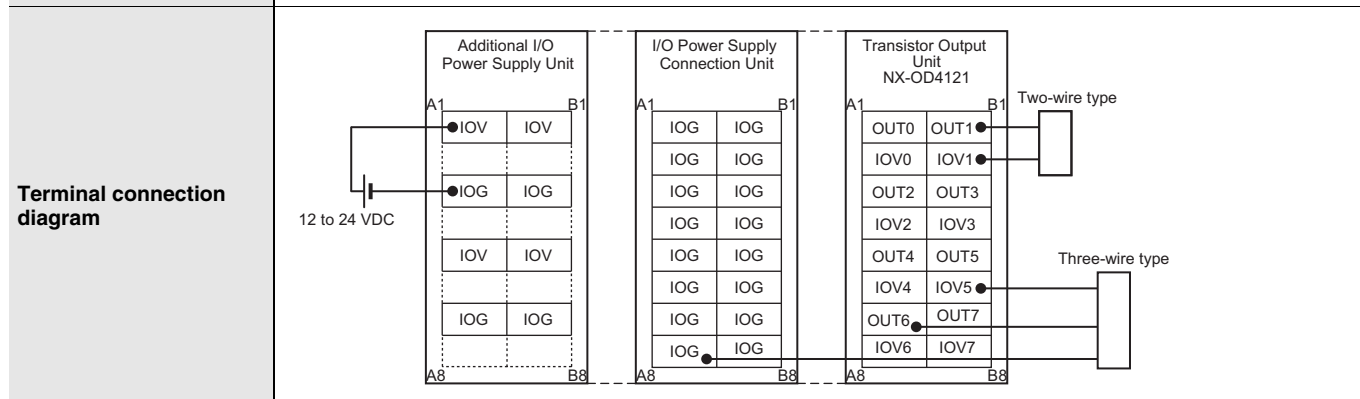 Terminal connection
diagram
Additional I/O
Power Supply Unit
A1 B1
IOV IOV
IOG IOG
IOV IOV
IOG IOG
A8 B8
12 to 24 VDC
I/O Power Supply
Connection Unit
A1 B1
IOG IOG
IOG IOG
IOG IOG
IOG IOG
IOG IOG
IOG IOG
IOG IOG
IOG IOG
A8 B8
Transistor Output
Unit
NX-OD4121
A1 B1
OUT0 OUT1
IOV0 IOV1
OUT2 OUT3
IOV2 IOV3
OUT4 OUT5
IOV4 IOV5
OUT6 OUT7
IOV6 IOV7
A8 B8
Two-wire type
Three-wire type